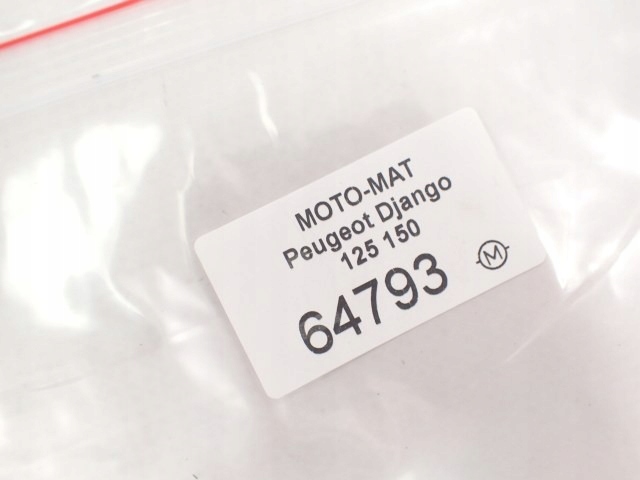 MOTO-MAT
Peugeot Django
125 150
64793
M